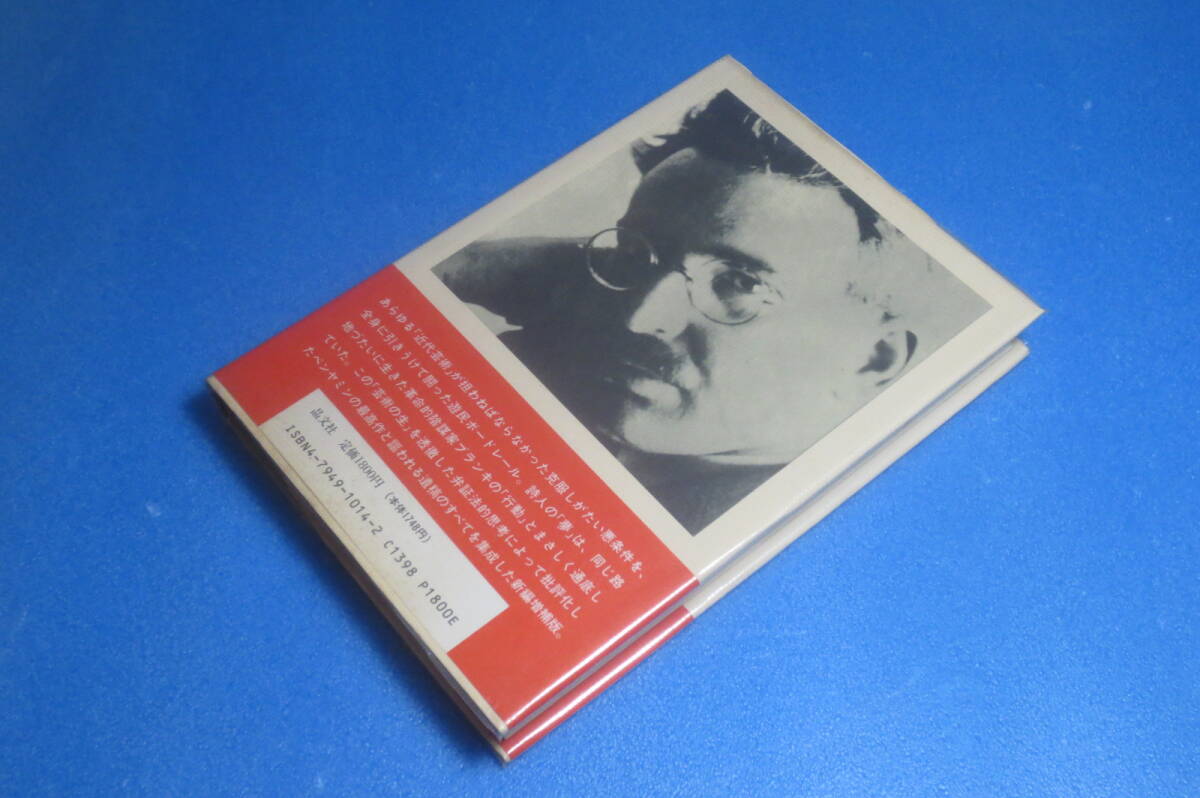 あらゆる「近代芸術」が担わねばならなかった克服しがたい悪条件を、
全身に引きうけて闘った遊民ボードレール。詩人の「夢」は、同じ路
地づたいに生きた革命的陰謀家ブランキの「行動」とまさしく通底し
ていた。この「芸術の生」を透徹した弁証法的思考によって批評化し
たベンヤミンの最高作と謳われる遺稿のすべてを集成した新編増補版。
晶文社 定価1800円 (本体1748円)
ISBN4-7949-1014-2 C1398 P1800E